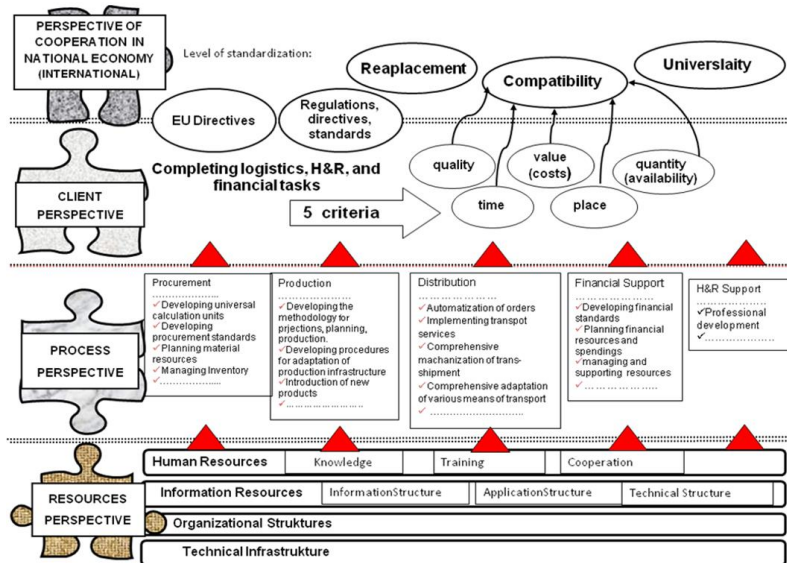 PERSPECTIVE OF
COOPERATION IN
NATIONAL ECONOMY
(INTERNATIONAL)
Level of standardization:
Reaplacement
Compatibility
Universlaity
EU Directives
Regulations,
directives,
standards
CLIENT
PERSPECTIVE
Completing logistics, H&R, and
financial tasks
5 criteria
quality
time
value
(costs)
place
quantity
(availability)
PROCESS
PERSPECTIVE
Procurement
………………..
✓Developing universal
calculation units
✓Developing
procurement standards
✓Planning material
resources
✓Managing Inventory
✓…………….....
Production
………………….
✓Developing the
methodology for
prjections, planning,
production.
✓Developing procedures
for adaptation of
production infrastructure
✓Introduction of new
products
✓……………………..
Distribution
… … … … … … …
✓Automatization of orders
✓Implementing transpot
services
✓Comprehensive
machanization of trans-
shipment
✓Comprehensive adaptation
of various means of transport
✓ ……………………….
Financial Support
… … … … … … …
✓Developing financial
standards
✓Planning financial
resources and
spendings
✓managing and
supporting resources
✓ … … … … … …..
H&R Support
………………..
✓Professional
development
✓………………..
RESOURCES
PERSPECTIVE
Human Resources
Knowledge
Training
Cooperation
Information Resources
InformationStructure
ApplicationStructure
Technical Structure
Organizational Struktures
Technical Infrastrukture